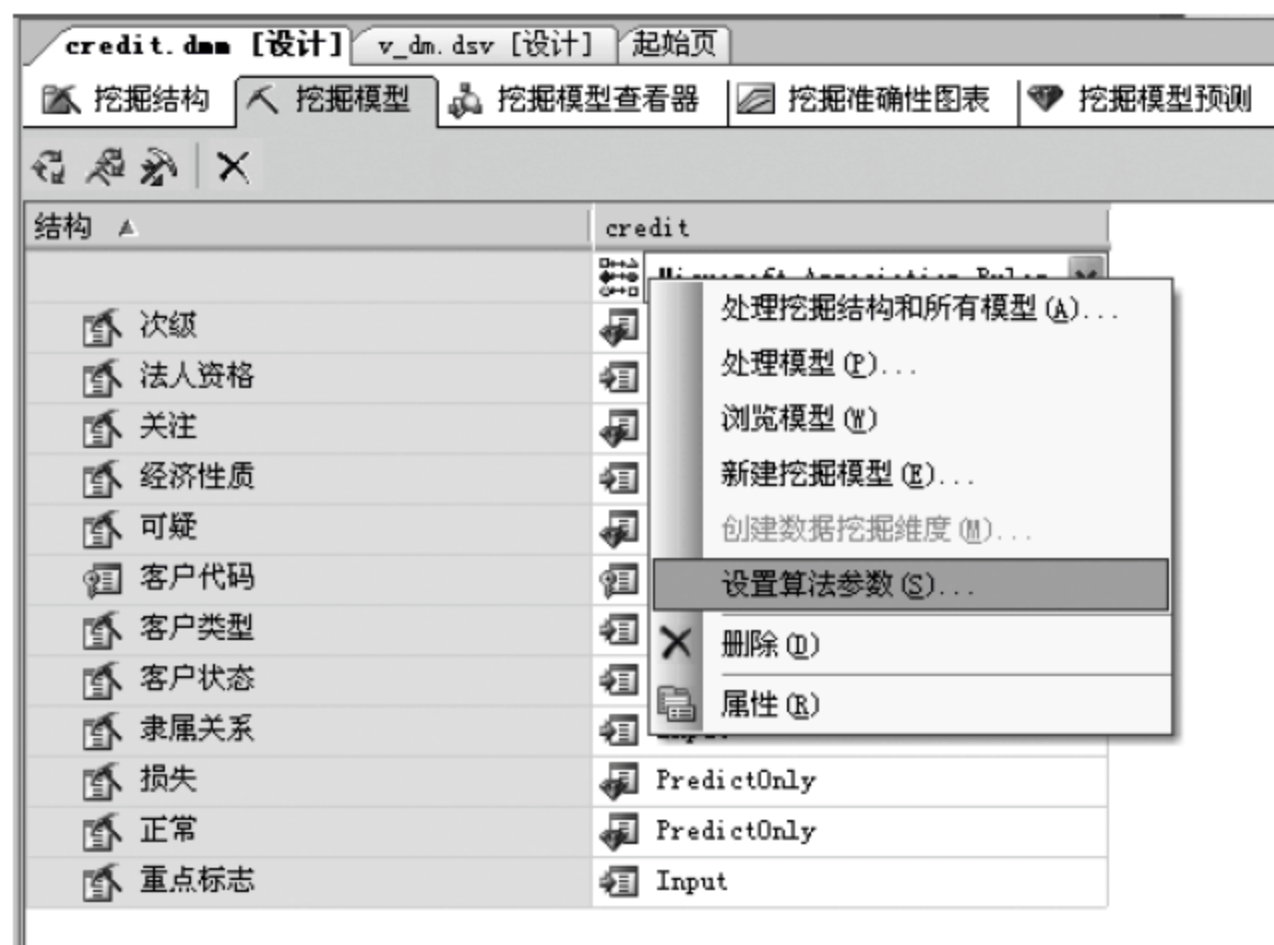 credit.dmm [设计] v_dm.dsv [设计] 起始页
挖掘结构 挖掘模型 挖掘模型查看器 挖掘准确性图表 挖掘模型预测
结构 credit
处理挖掘结构和所有模型(A)...
次级
处理模型(P)...
法人资格
浏览模型(W)
关注
新建挖掘模型(E)...
经济性质
创建数据挖掘维度(M)...
可疑
设置算法参数(S)...
客户代码
客户类型
删除(D)
客户状态
属性(R)
隶属关系
损失 PredictOnly
正常 PredictOnly
重点标志 Input